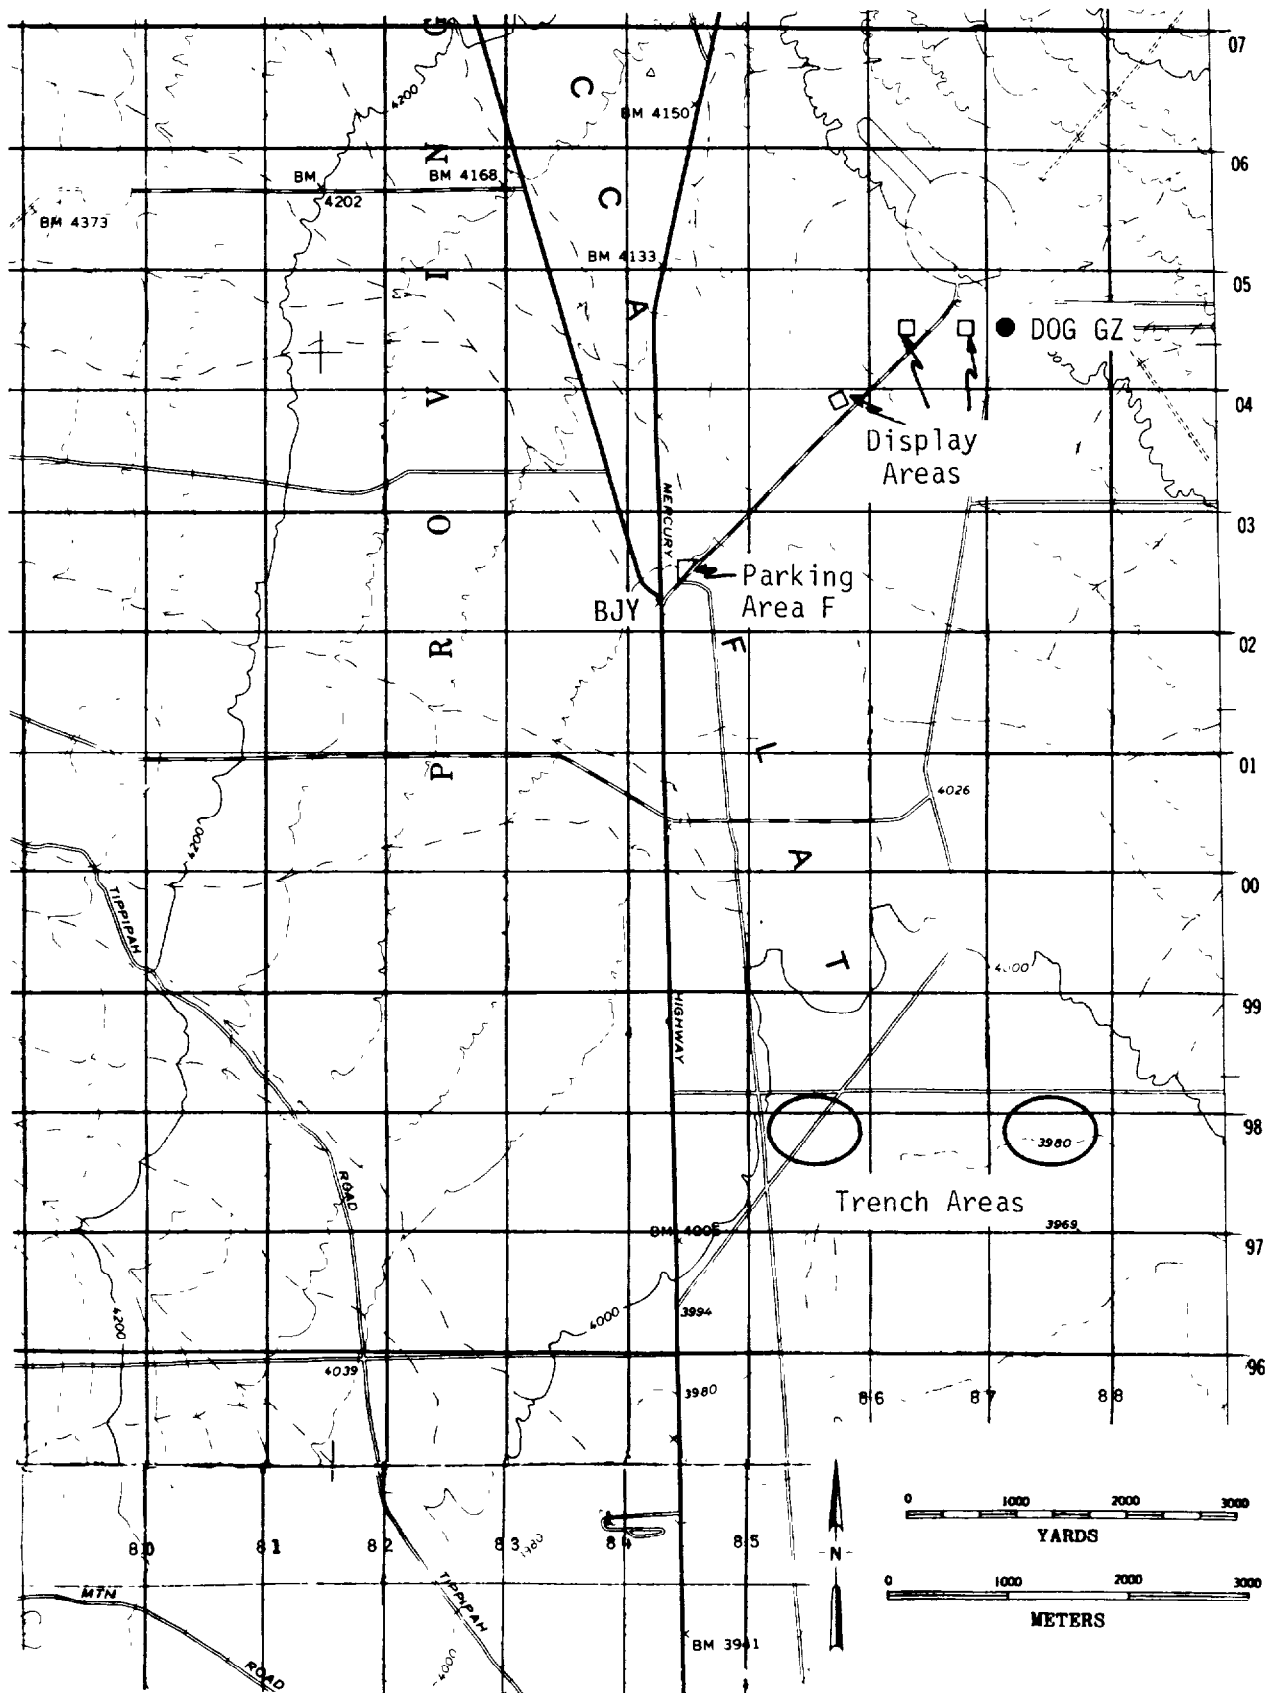 07
C
4200
BM 4150
G
N
06
BM
BM 4168
4202
C
BM 4373
BM 4133
I
05
A
DOG GZ
V
04
Display
Areas
MERCURY
O
03
Parking
Area F
BJY
R
F
02
P
L
01
4026
4200
A
00
TIPPIPAH
T
99
HIGHWAY
98
3980
ROAD
Trench Areas
BM 4005
3969
97
4200
4000
3994
96
4039
3980
86
87
88
0 1000 2000 3000
YARDS
80 81 82 83 84 85
N
MTN
TIPPIPAH
0 1000 2000 3000
METERS
BM 3941
4000
ROAD